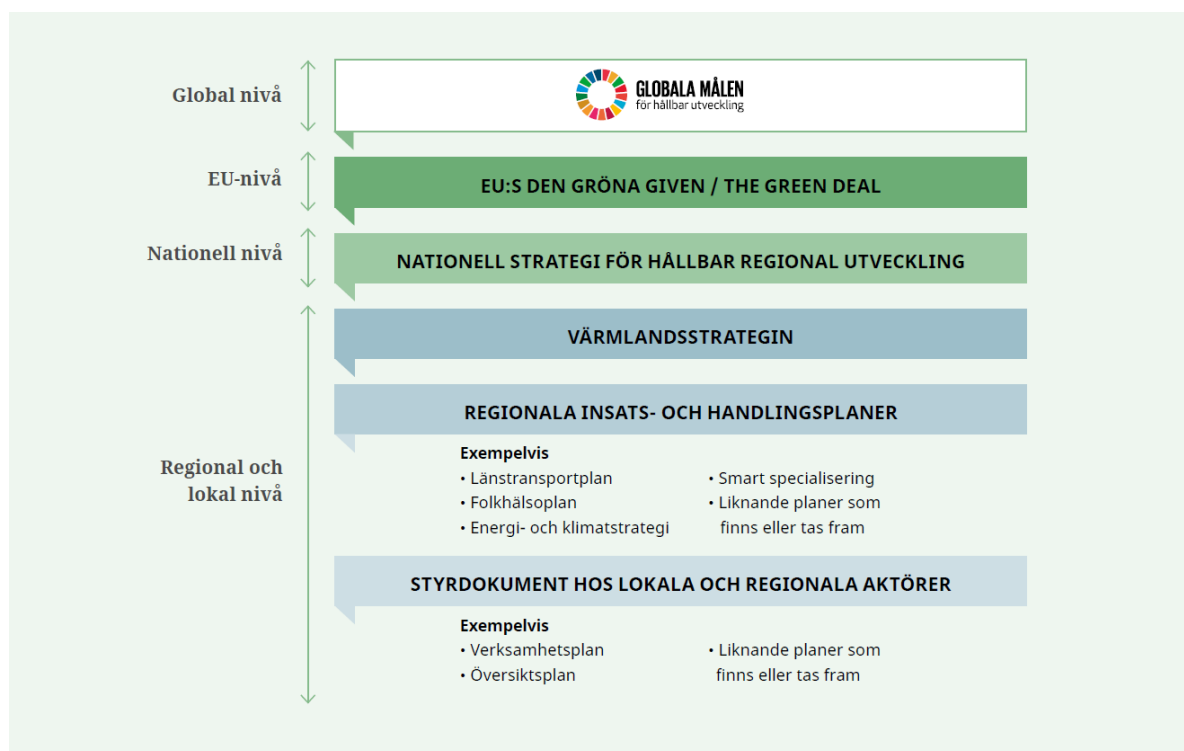 Global nivå
GLOBALA MÅLEN
för hållbar utveckling
EU-nivå
EU:S DEN GRÖNA GIVEN / THE GREEN DEAL
Nationell nivå
NATIONELL STRATEGI FÖR HÅLLBAR REGIONAL UTVECKLING
Regional och
lokal nivå
VÄRMLANDSSTRATEGIN
REGIONALA INSATS- OCH HANDLINGSPLANER
Exempelvis
• Länstransportplan
• Folkhälsoplan
• Energi- och klimatstrategi
• Smart specialisering
• Liknande planer som
finns eller tas fram
STYRDOKUMENT HOS LOKALA OCH REGIONALA AKTÖRER
Exempelvis
• Verksamhetsplan
• Översiktsplan
• Liknande planer som
finns eller tas fram